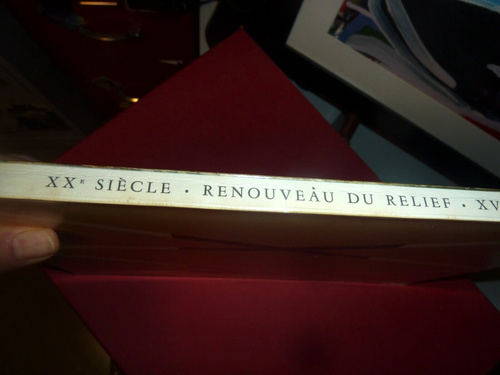 XXᴱ SIÈCLE · RENOUVEAU DU RELIEF · XV